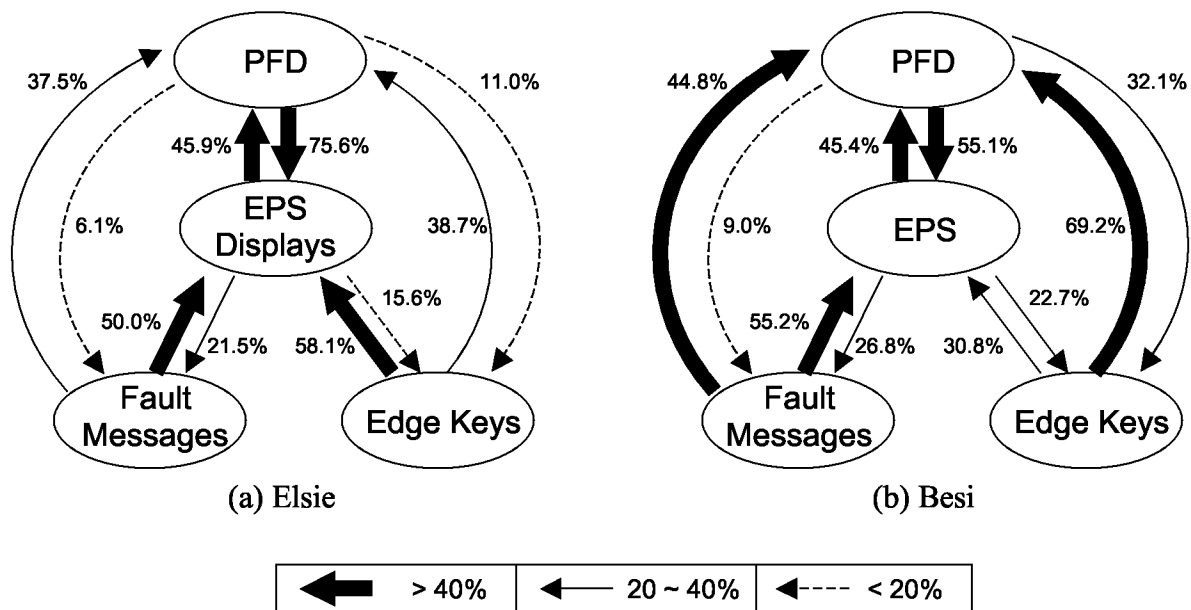 PFD
37.5%
11.0%
45.9%
75.6%
6.1%
EPS
Displays
38.7%
15.6%
50.0%
21.5%
58.1%
Fault
Messages
Edge Keys
(a) Elsie
PFD
44.8%
32.1%
45.4%
55.1%
9.0%
EPS
69.2%
22.7%
55.2%
26.8%
30.8%
Fault
Messages
Edge Keys
(b) Besi
> 40%
20 ~ 40%
< 20%